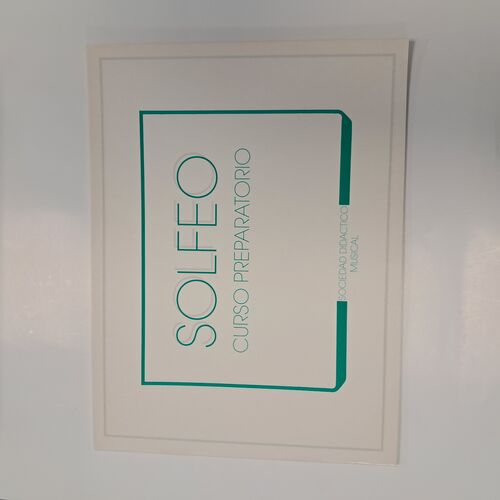 SOLFEO
CURSO PREPARATORIO
SOCIEDAD DIDACTICO
MUSICAL